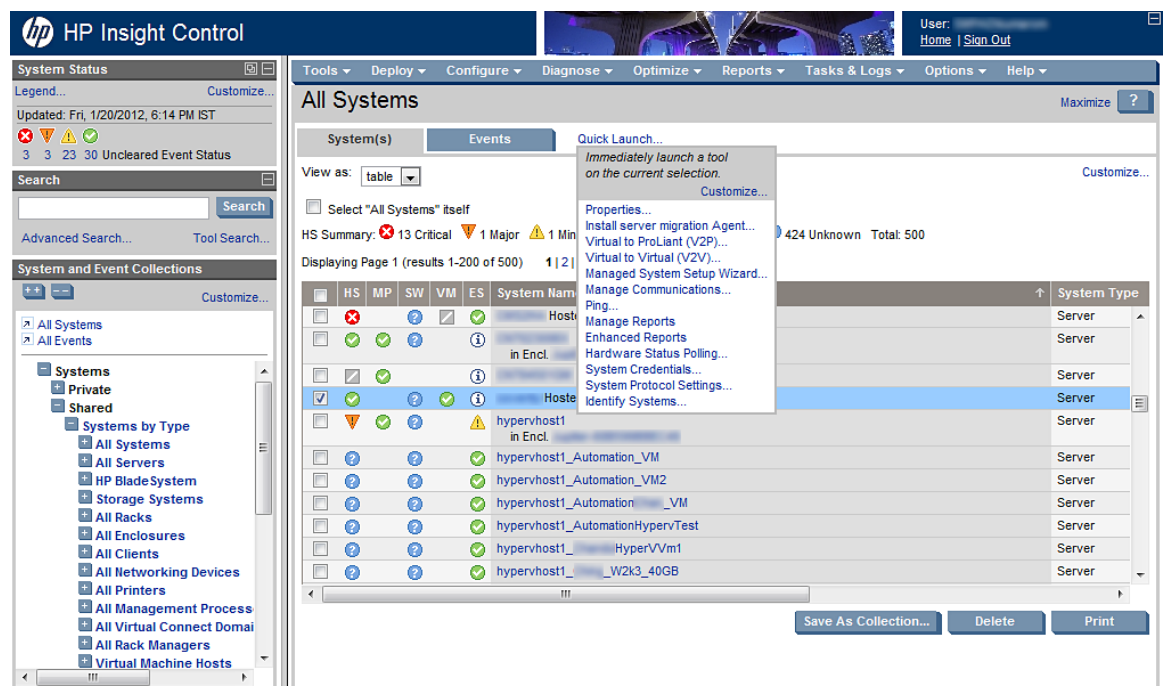 hp HP Insight Control
User:
Home | Sign Out
System Status
Legend... Customize...
Updated: Fri, 1/20/2012, 6:14 PM IST
3 3 23 30 Uncleared Event Status
Search
Search
Advanced Search... Tool Search...
System and Event Collections
Customize...
All Systems
All Events
Systems
Private
Shared
Systems by Type
All Systems
All Servers
HP BladeSystem
Storage Systems
All Racks
All Enclosures
All Clients
All Networking Devices
All Printers
All Management Process
All Virtual Connect Domai
All Rack Managers
Virtual Machine Hosts
Tools Deploy Configure Diagnose Optimize Reports Tasks & Logs Options Help
All Systems
Maximize ?
System(s) Events Quick Launch...
View as: table
Customize...
Select "All Systems" itself
HS Summary: 13 Critical 1 Major 1 Min
424 Unknown Total: 500
Displaying Page 1 (results 1-200 of 500) 1 | 2 |
Immediately launch a tool
on the current selection.
Customize...
Properties...
Install server migration Agent...
Virtual to ProLiant (V2P)...
Virtual to Virtual (V2V)...
Managed System Setup Wizard...
Manage Communications...
Ping...
Manage Reports
Enhanced Reports
Hardware Status Polling...
System Credentials...
System Protocol Settings...
Identify Systems...
HS MP SW VM ES System Nam System Type
Host Server
Server
in Encl.
Server
Hoste Server
hypervhost1 Server
in Encl.
hypervhost1_Automation_VM Server
hypervhost1_Automation_VM2 Server
hypervhost1_Automation _VM Server
hypervhost1_AutomationHypervTest Server
hypervhost1_ HyperVVm1 Server
hypervhost1_ _W2k3_40GB Server
Save As Collection... Delete Print